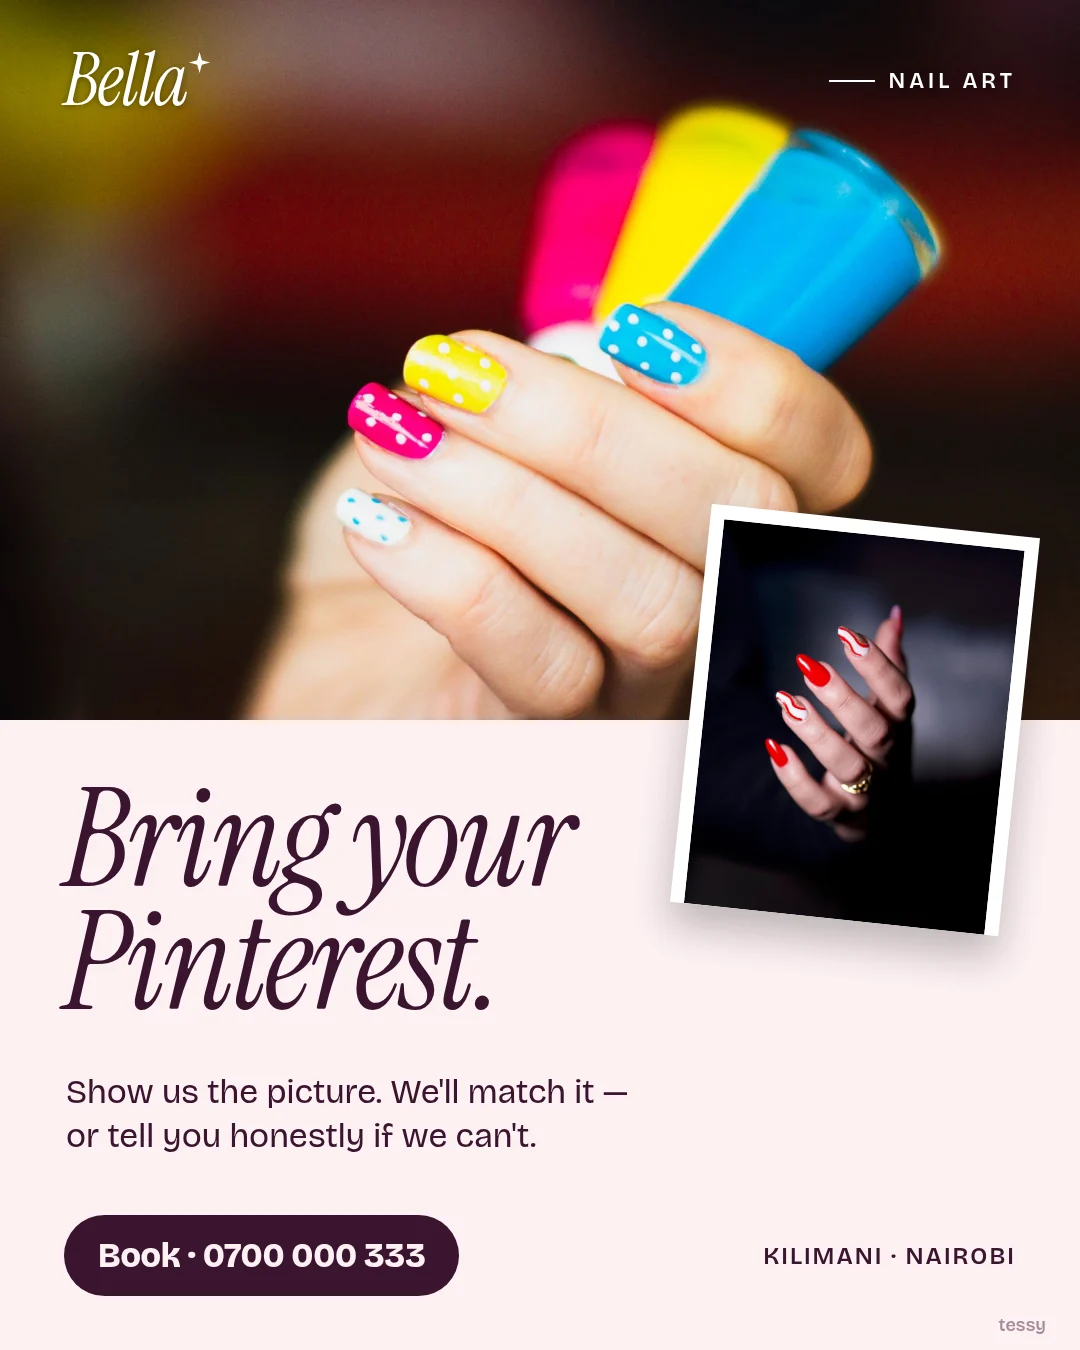 Bella
NAIL ART
Bring your
Pinterest.
Show us the picture. We'll match it —
or tell you honestly if we can't.
Book · 0700 000 333
KILIMANI · NAIROBI
tessy